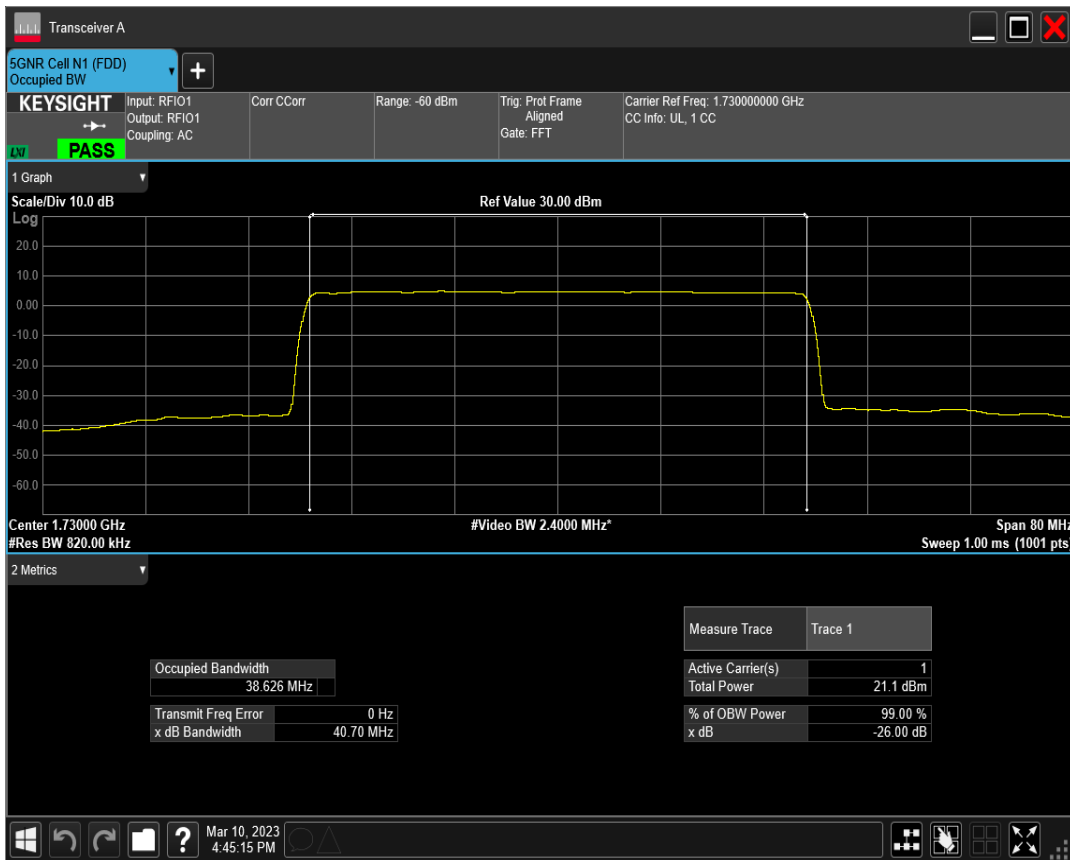 Transceiver A
5GNR Cell N1 (FDD)
Occupied BW
+
KEYSIGHT
LXI
PASS
Input: RFIO1
Output: RFIO1
Coupling: AC
Corr CCorr
Range: -60 dBm
Trig: Prot Frame
Aligned
Gate: FFT
Carrier Ref Freq: 1.730000000 GHz
CC Info: UL, 1 CC
1 Graph
Scale/Div 10.0 dB
Ref Value 30.00 dBm
Log
20.0
10.0
0.00
-10.0
-20.0
-30.0
-40.0
-50.0
-60.0
Center 1.73000 GHz
#Video BW 2.4000 MHz*
Span 80 MHz
#Res BW 820.00 kHz
Sweep 1.00 ms (1001 pts)
2 Metrics
Measure Trace Trace 1
Occupied Bandwidth
38.626 MHz
Active Carrier(s) 1
Total Power 21.1 dBm
Transmit Freq Error 0 Hz
x dB Bandwidth 40.70 MHz
% of OBW Power 99.00 %
x dB -26.00 dB
?
Mar 10, 2023
4:45:15 PM